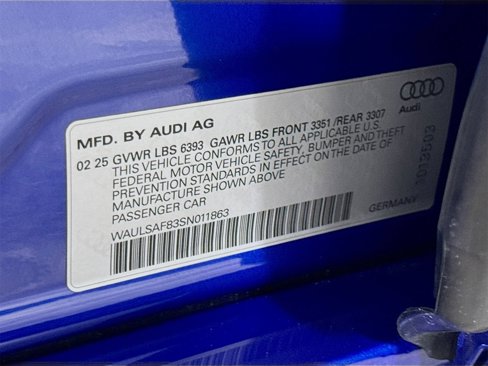 Audi
MFD. BY AUDI AG
02 25 GVWR LBS 6393 GAWR LBS FRONT 3351 /REAR 3307
THIS VEHICLE CONFORMS TO ALL APPLICABLE U.S.
FEDERAL MOTOR VEHICLE SAFETY, BUMPER AND THEFT
PREVENTION STANDARDS IN EFFECT ON THE DATE OF
MANUFACTURE SHOWN ABOVE
PASSENGER CAR
WAULSAF83SN011863
GERMANY